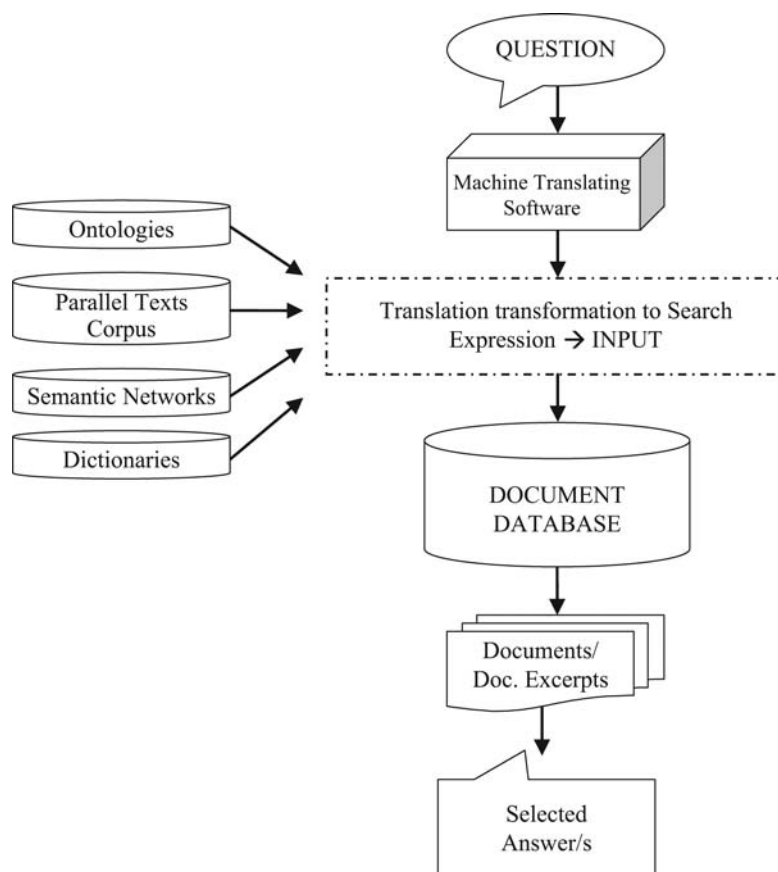 QUESTION
Machine Translating
Software
Ontologies
Parallel Texts
Corpus
Semantic Networks
Dictionaries
Translation transformation to Search
Expression → INPUT
DOCUMENT
DATABASE
Documents/
Doc. Excerpts
Selected
Answer/s